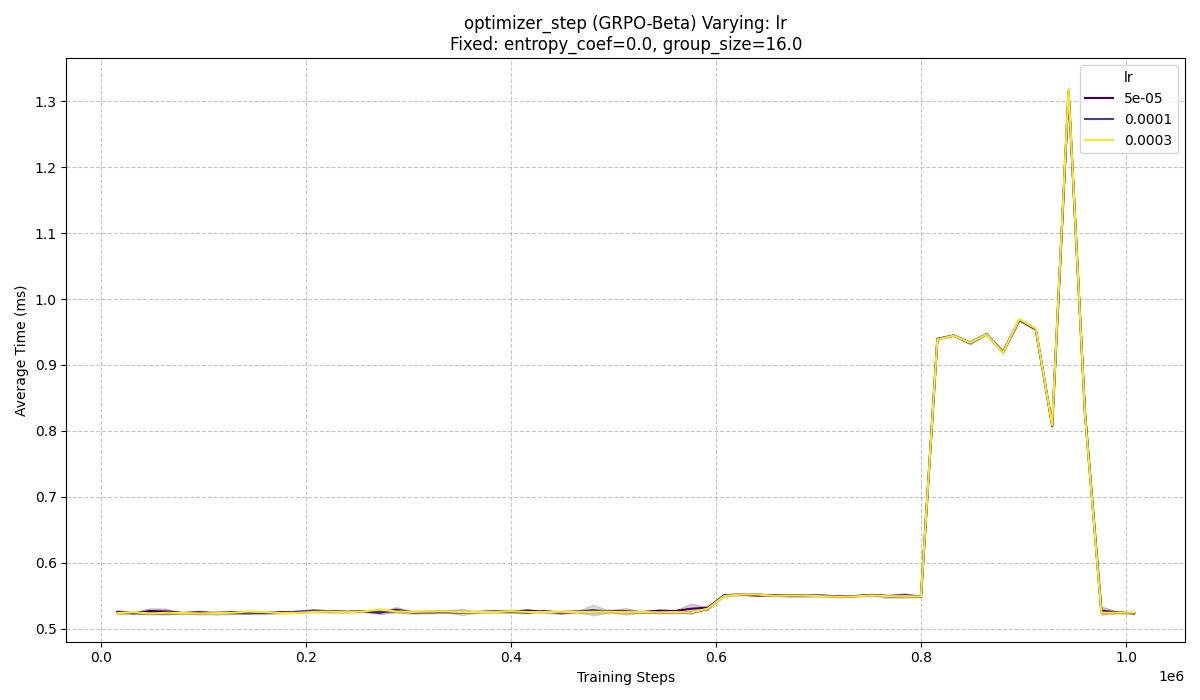 optimizer_step (GRPO-Beta) Varying: lr
Fixed: entropy_coef=0.0, group_size=16.0
lr
5e-05
0.0001
0.0003
Average Time (ms)
1.3
1.2
1.1
1.0
0.9
0.8
0.7
0.6
0.5
0.0
0.2
0.4
0.6
0.8
1.0
1e6
Training Steps